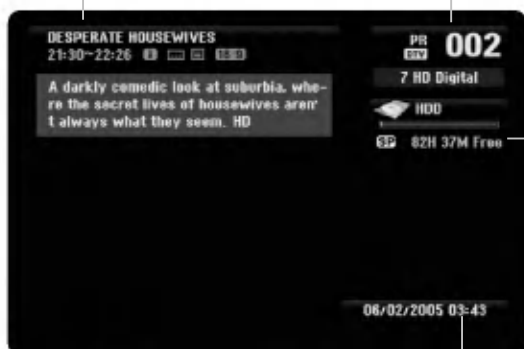 DESPERATE HOUSEWIVES
21:30~22:26 16:9
A darkly comedic look at suburbia, whe-
re the secret lives of housewives aren'
t always what they seem. HD
PR
DTV
002
7 HD Digital
HDD
SP 82H 37M Free
06/02/2005 03:43